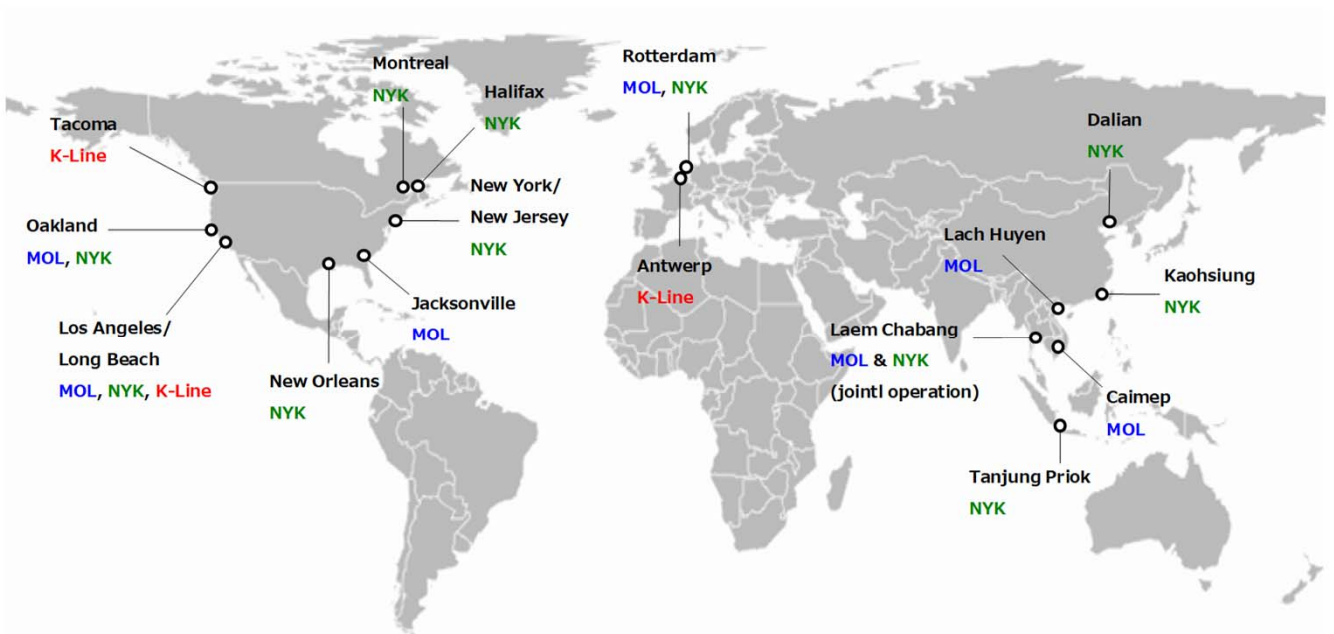 Montreal
NYK
Halifax
NYK
Rotterdam
MOL, NYK
Dalian
NYK
Tacoma
K-Line
New York/
New Jersey
NYK
Oakland
MOL, NYK
Lach Huyen
MOL
Antwerp
K-Line
Kaohsiung
NYK
Jacksonville
MOL
Los Angeles/
Long Beach
MOL, NYK, K-Line
Laem Chabang
MOL & NYK
(jointl operation)
New Orleans
NYK
Caimep
MOL
Tanjung Priok
NYK